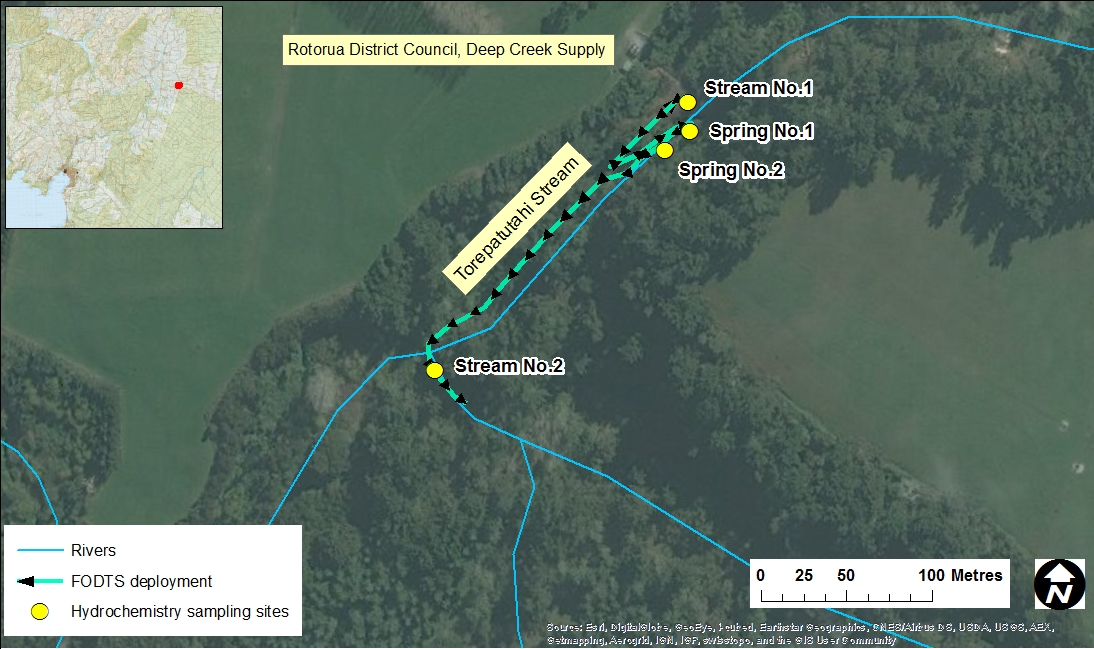 Rotorua District Council, Deep Creek Supply
Stream No.1
Spring No.1
Spring No.2
Torepatutahi Stream
Stream No.2
Rivers
FODTS deployment
Hydrochemistry sampling sites
0 25 50 100 Metres
N
Source: Esri, DigitalGlobe, GeoEye, i-cubed, Earthstar Geographics, CNES/Airbus DS, USDA, USGS, AEX,
Getmapping, Aerogrid, IGN, IGP, swisstopo, and the GIS User Community